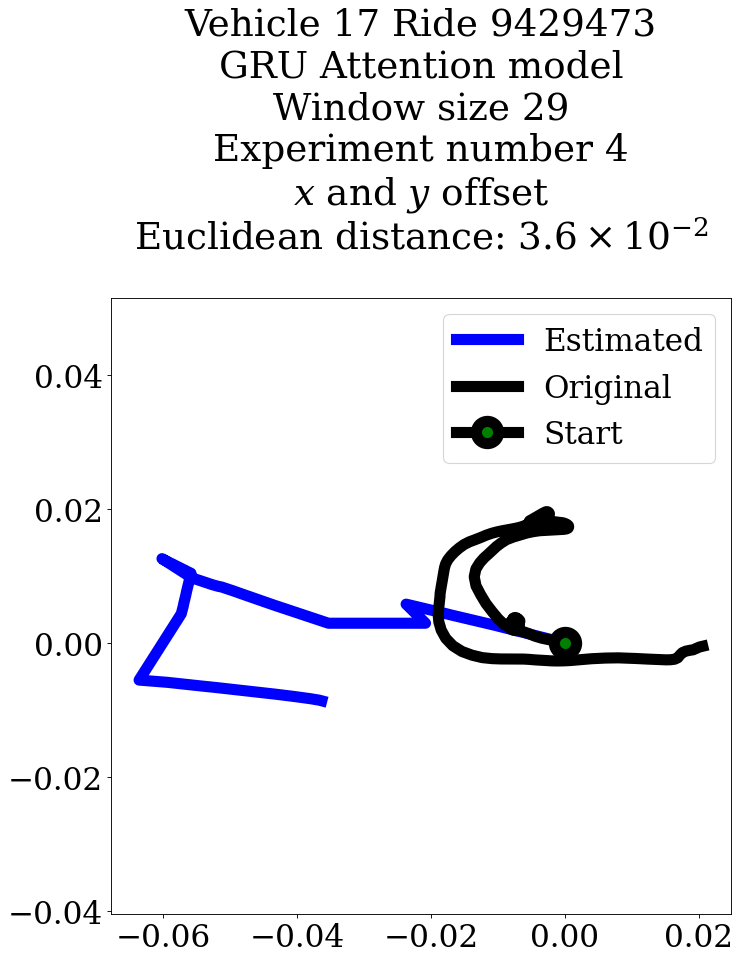 Vehicle 17 Ride 9429473
GRU Attention model
Window size 29
Experiment number 4
x and y offset
Euclidean distance: 3.6 × 10⁻²
Estimated
Original
Start
0.04
0.02
0.00
−0.02
−0.04
−0.06 −0.04 −0.02 0.00 0.02